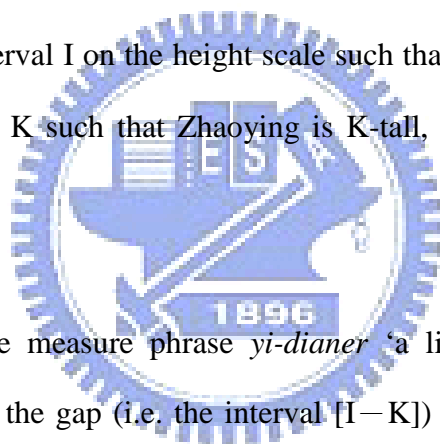 erval I on the height scale such tha
K such that Zhaoying is K-tall,
E S
1896
e measure phrase yi-dianer ‘a li
the gap (i.e. the interval [I－K])